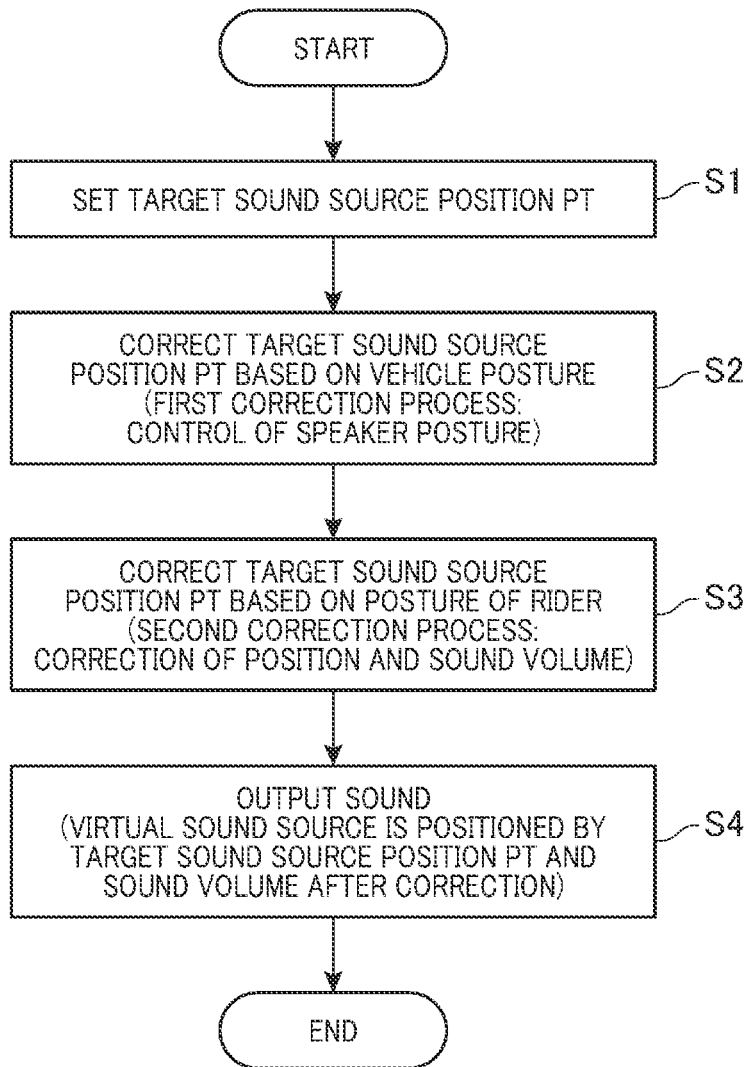 START
SET TARGET SOUND SOURCE POSITION PT
S1
CORRECT TARGET SOUND SOURCE
POSITION PT BASED ON VEHICLE POSTURE
(FIRST CORRECTION PROCESS:
CONTROL OF SPEAKER POSTURE)
S2
CORRECT TARGET SOUND SOURCE
POSITION PT BASED ON POSTURE OF RIDER
(SECOND CORRECTION PROCESS:
CORRECTION OF POSITION AND SOUND VOLUME)
S3
OUTPUT SOUND
(VIRTUAL SOUND SOURCE IS POSITIONED BY
TARGET SOUND SOURCE POSITION PT AND
SOUND VOLUME AFTER CORRECTION)
S4
END